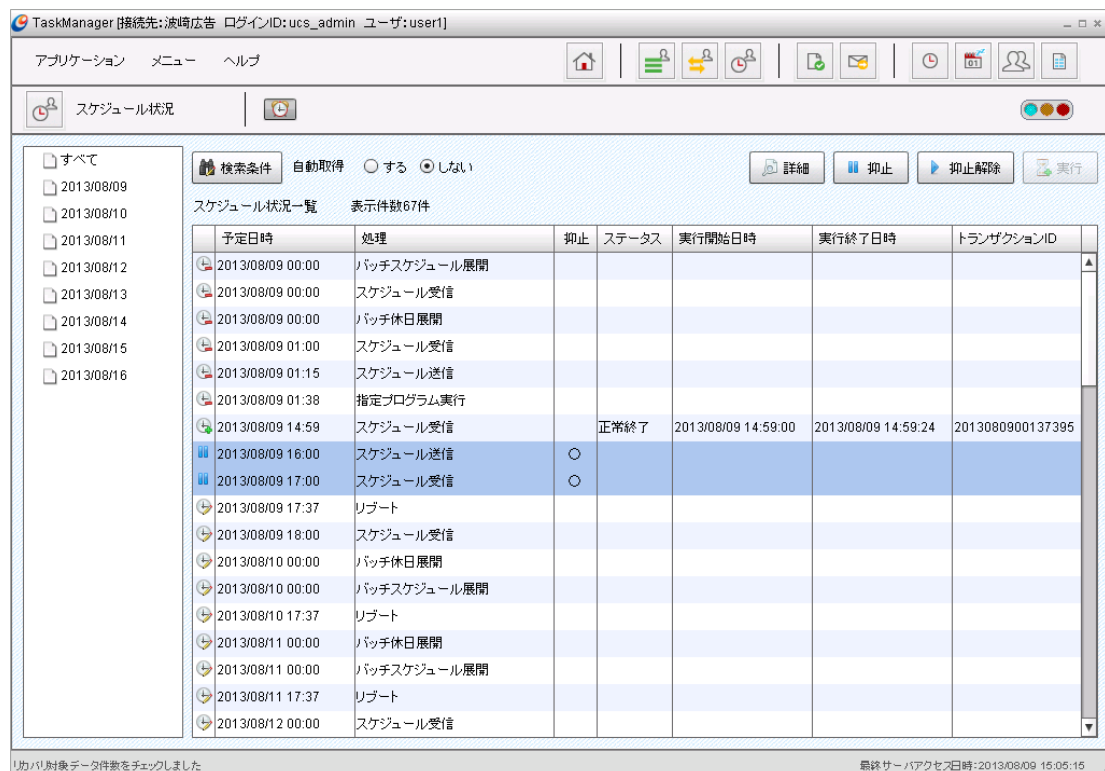 TaskManager [接続先:波崎広告 ログインID:ucs_admin ユーザ:user1]
アプリケーション メニュー ヘルプ
01
スケジュール状況
すべて
2013/08/09
2013/08/10
2013/08/11
2013/08/12
2013/08/13
2013/08/14
2013/08/15
2013/08/16
検索条件 自動取得 する しない 詳細 抑止 抑止解除 実行
スケジュール状況一覧 表示件数67件
予定日時 処理 抑止 ステータス 実行開始日時 実行終了日時 トランザクションID
2013/08/09 00:00 バッチスケジュール展開
2013/08/09 00:00 スケジュール受信
2013/08/09 00:00 バッチ休日展開
2013/08/09 01:00 スケジュール受信
2013/08/09 01:15 スケジュール送信
2013/08/09 01:38 指定プログラム実行
2013/08/09 14:59 スケジュール受信 正常終了 2013/08/09 14:59:00 2013/08/09 14:59:24 2013080900137395
2013/08/09 16:00 スケジュール送信 ○
2013/08/09 17:00 スケジュール受信 ○
2013/08/09 17:37 リブート
2013/08/09 18:00 スケジュール受信
2013/08/10 00:00 バッチ休日展開
2013/08/10 00:00 バッチスケジュール展開
2013/08/10 17:37 リブート
2013/08/11 00:00 バッチ休日展開
2013/08/11 00:00 バッチスケジュール展開
2013/08/11 17:37 リブート
2013/08/12 00:00 スケジュール受信
リカバリ対象データ件数をチェックしました 最終サーバアクセス日時:2013/08/09 15:05:15